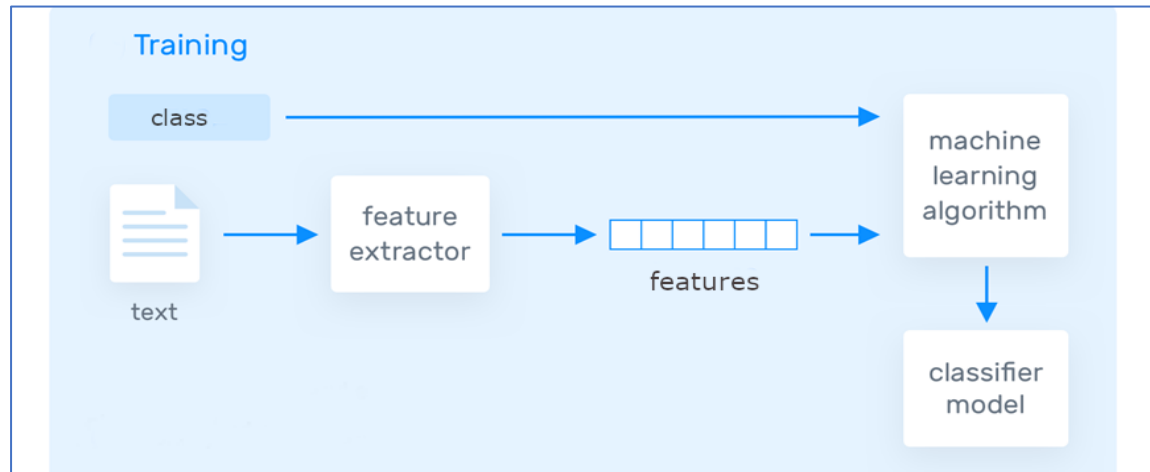 Training
class
machine
learning
algorithm
feature
extractor
features
text
classifier
model